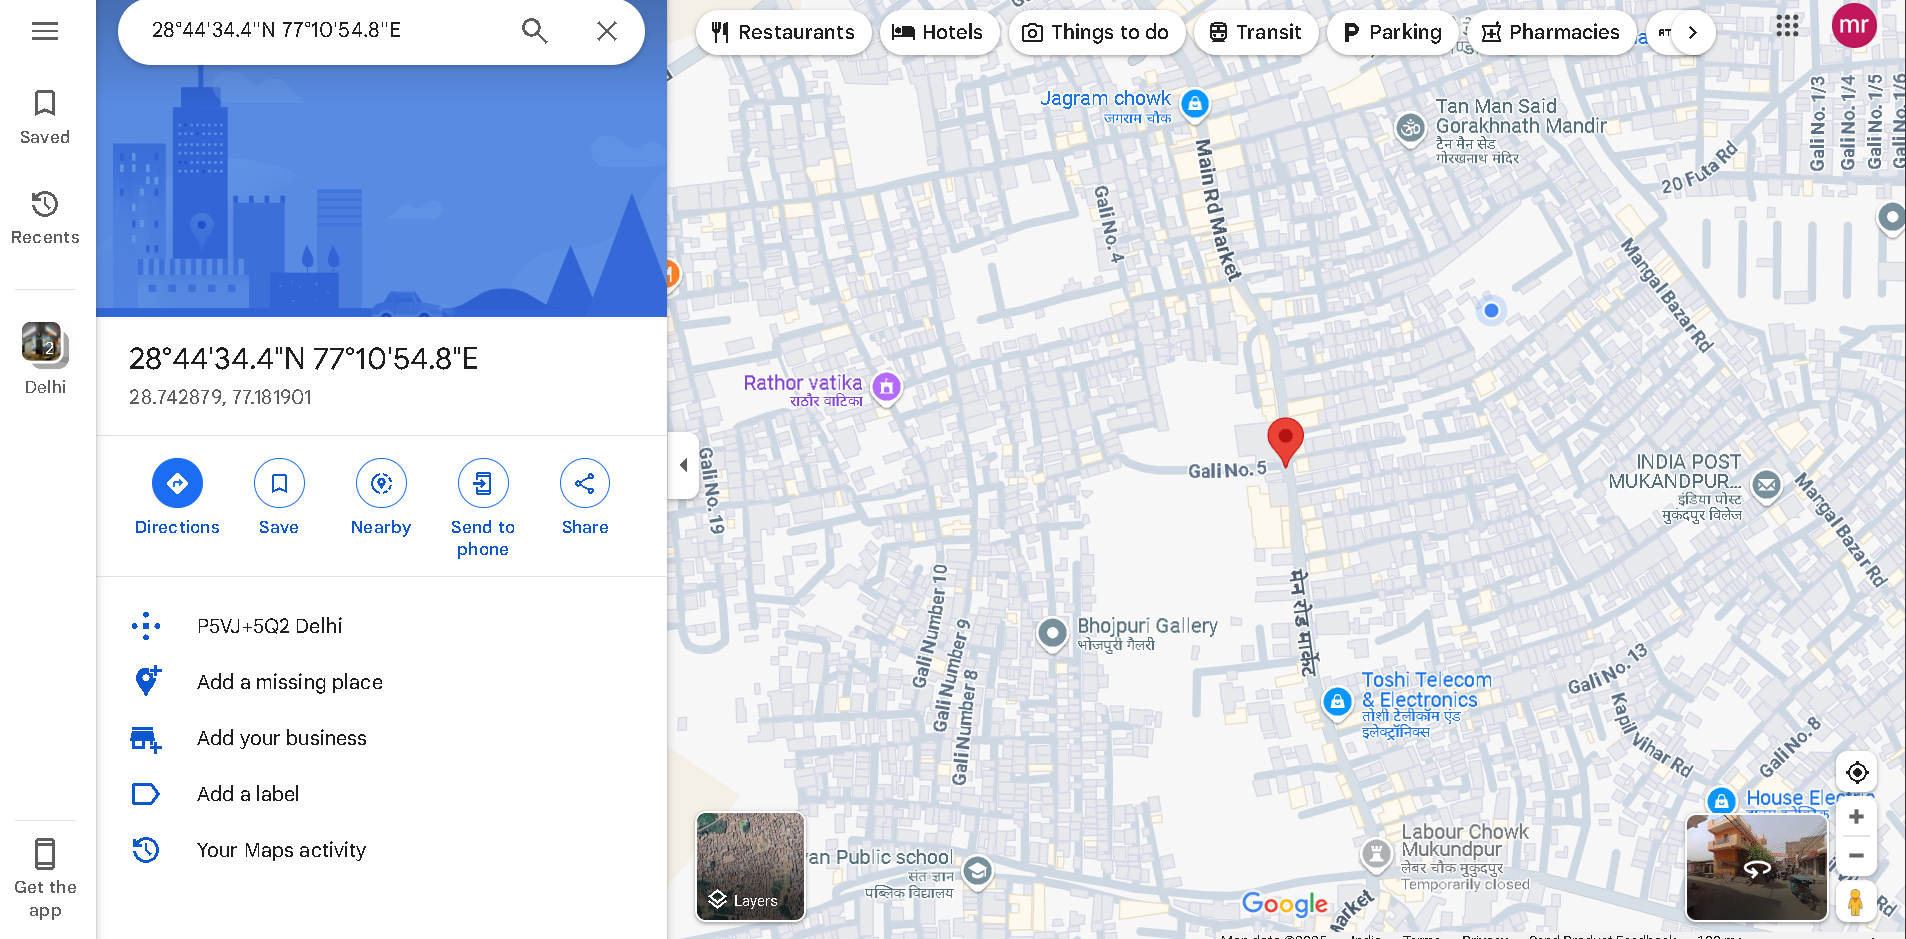 28°44'34.4"N 77°10'54.8"E
Restaurants
Hotels
Things to do
Transit
Parking
Pharmacies
mr
Saved
Recents
2
Delhi
Get the
app
28°44'34.4"N 77°10'54.8"E
28.742879, 77.181901
Directions
Save
Nearby
Send to
phone
Share
P5VJ+5Q2 Delhi
Add a missing place
Add your business
Add a label
Your Maps activity
Jagram chowk
जगराम चौक
Main Rd Market
Tan Man Said
Gorakhnath Mandir
टैन मैन सेड
गोरखनाथ मंदिर
20 Futa Rd
Gali No. 1/3
Gali No. 1/4
Gali No. 1/5
Gali No. 1/6
Gali No. 4
Mangal Bazar Rd
Rathor vatika
राठौर वाटिका
Gali No. 19
Gali No. 5
INDIA POST
MUKANDPUR...
इंडिया पोस्ट
मुकंदपुर विलेज
Mangal Bazar Rd
मेन रोड मार्केट
Gali Number 10
Gali Number 9
Gali Number 8
Bhojpuri Gallery
भोजपुरी गैलरी
Toshi Telecom
& Electronics
तोशी टेलीकॉम एंड
इलेक्ट्रॉनिक्स
Gali No. 13
Kapil Vihar Rd
Gali No. 8
House Electric
Labour Chowk
Mukundpur
लेबर चौक मुकुदपुर
Temporarily closed
van Public school
संत ज्ञान
पब्लिक विद्यालय
Layers
Google
Market
Rd